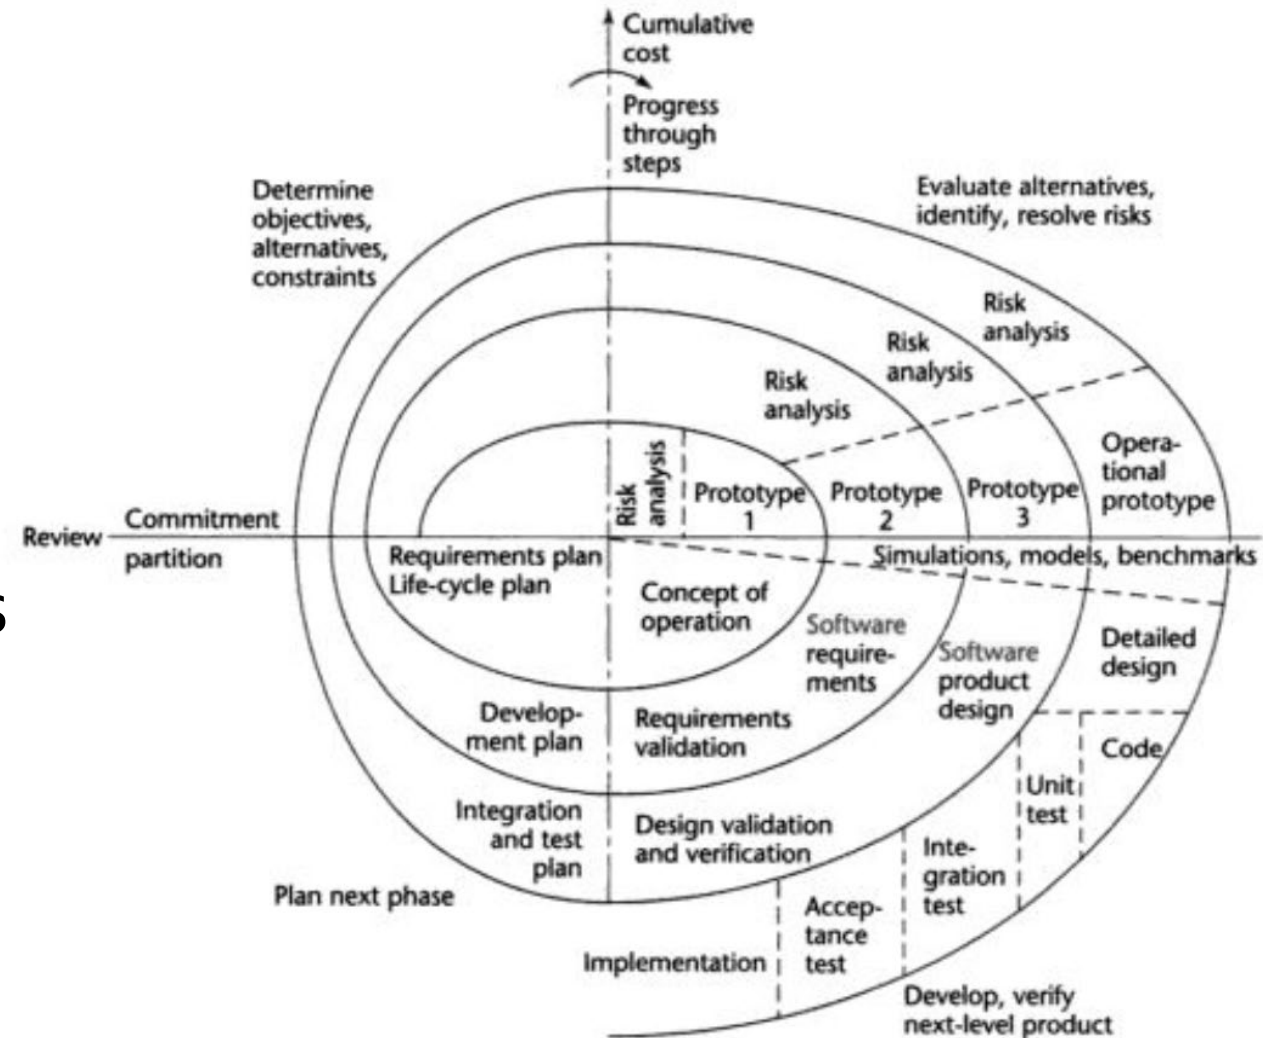 Cumulative
cost
Progress
through
steps
Determine
objectives,
alternatives,
constraints
Evaluate alternatives,
identify, resolve risks
Risk
analysis
Risk
analysis
Risk
analysis
Risk
analysis
Prototype
1
Prototype
2
Prototype
3
Opera-
tional
prototype
Review
Commitment
partition
Requirements plan
Life-cycle plan
Simulations, models, benchmarks
s
Concept of
operation
Software
require-
ments
Software
product
design
Detailed
design
Develop-
ment plan
Requirements
validation
Code
Unit
test
Integration
and test
plan
Design validation
and verification
Inte-
gration
test
Plan next phase
Accep-
tance
test
Implementation
Develop, verify
next-level product